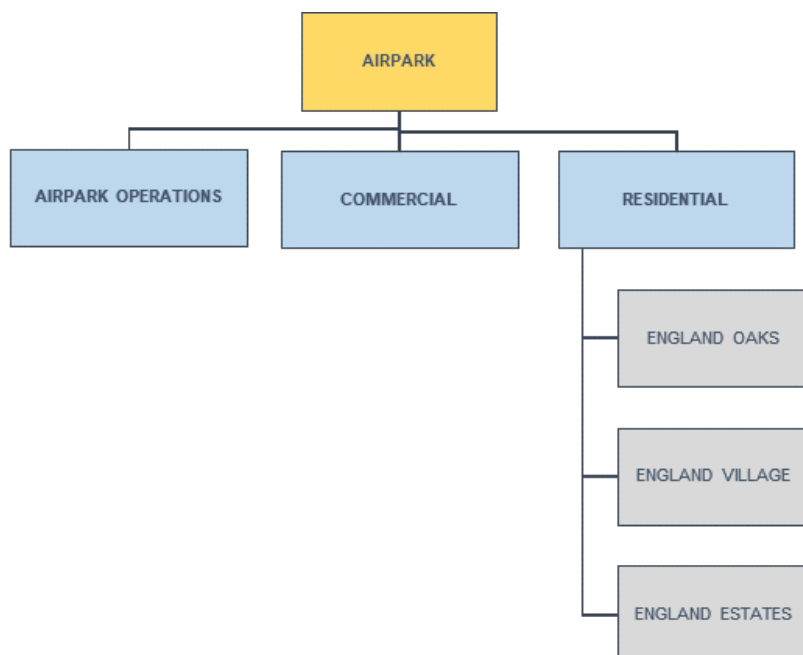 AIRPARK
AIRPARK OPERATIONS
COMMERCIAL
RESIDENTIAL
ENGLAND OAKS
ENGLAND VILLAGE
ENGLAND ESTATES